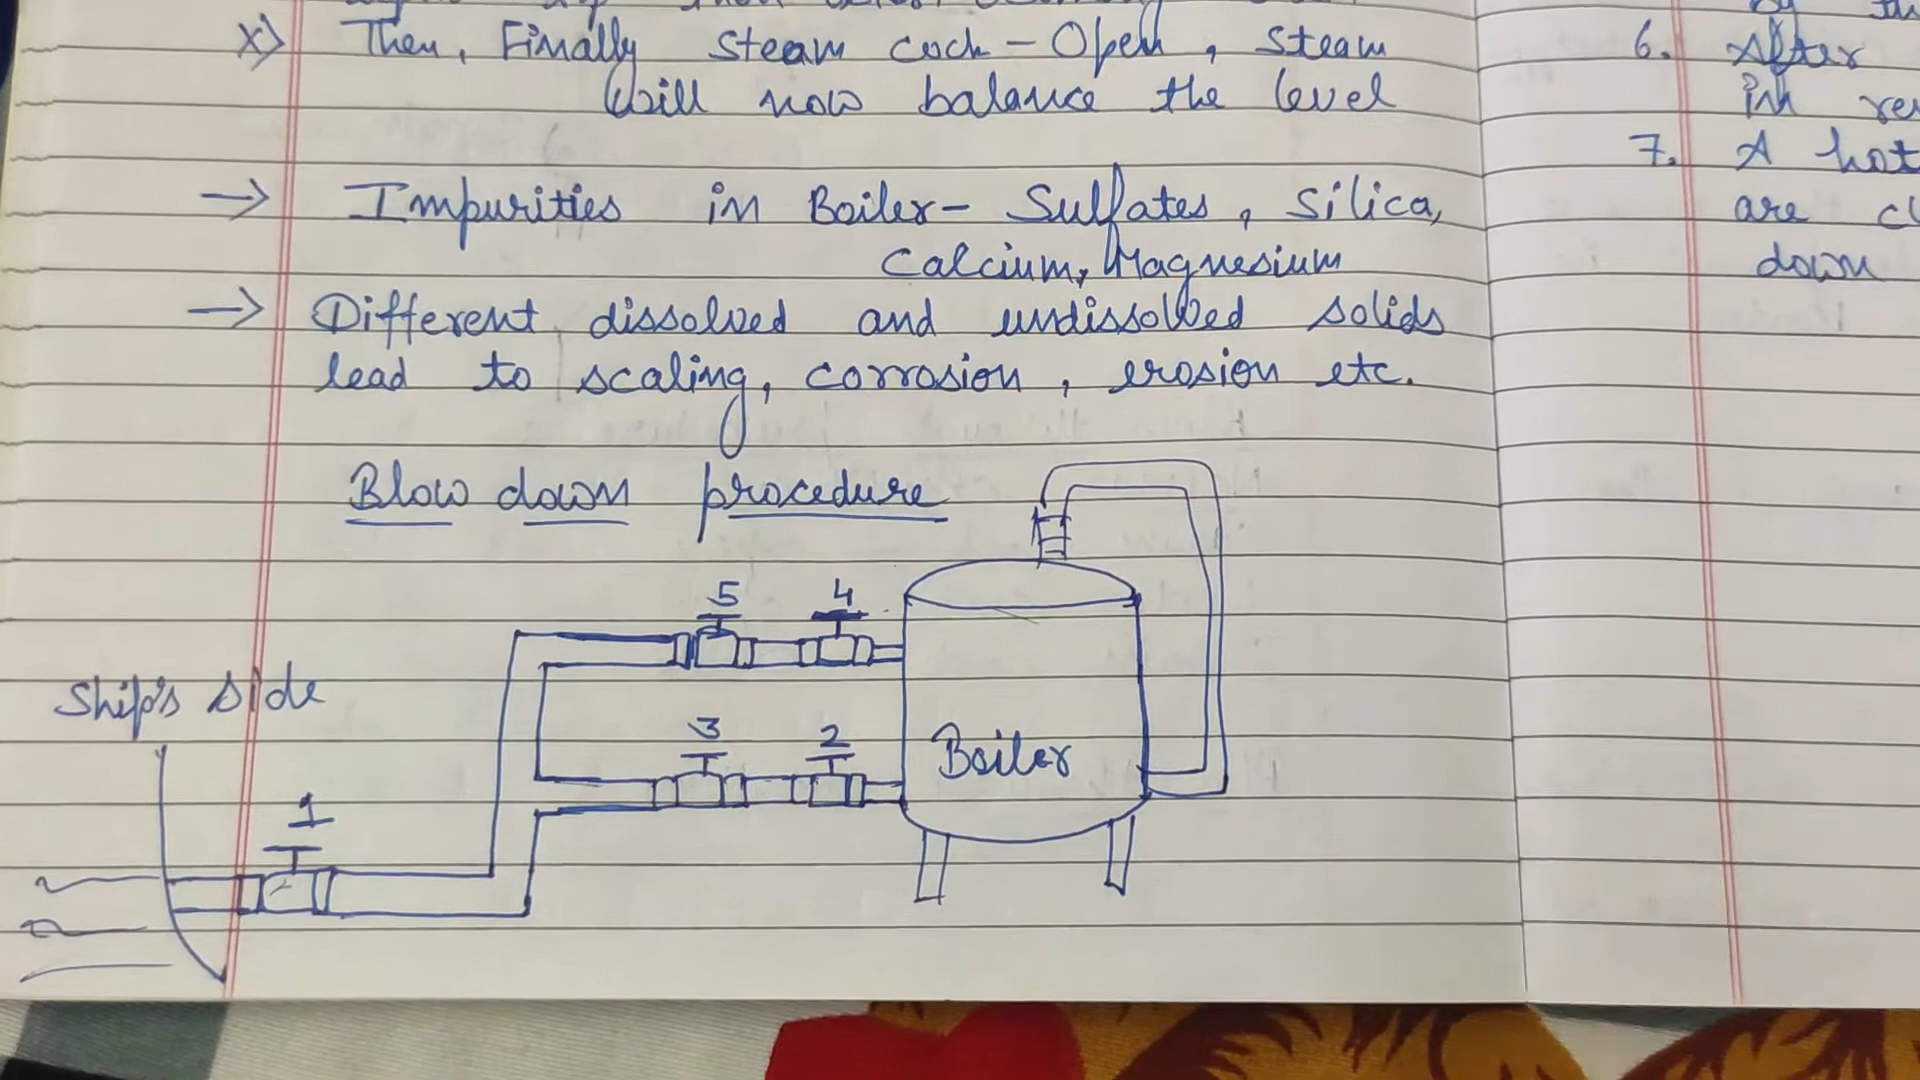 x) Then, Finally steam cock - Open, steam
will now balance the level
→ Impurities in Boiler - Sulfates, Silica,
Calcium, Magnesium
→ Different dissolved and undissolved solids
lead to scaling, corrosion, erosion etc.
Blow down procedure
5 4
Ship's side
3 2
Boiler
1
6. After
in
7. A hot
are
down